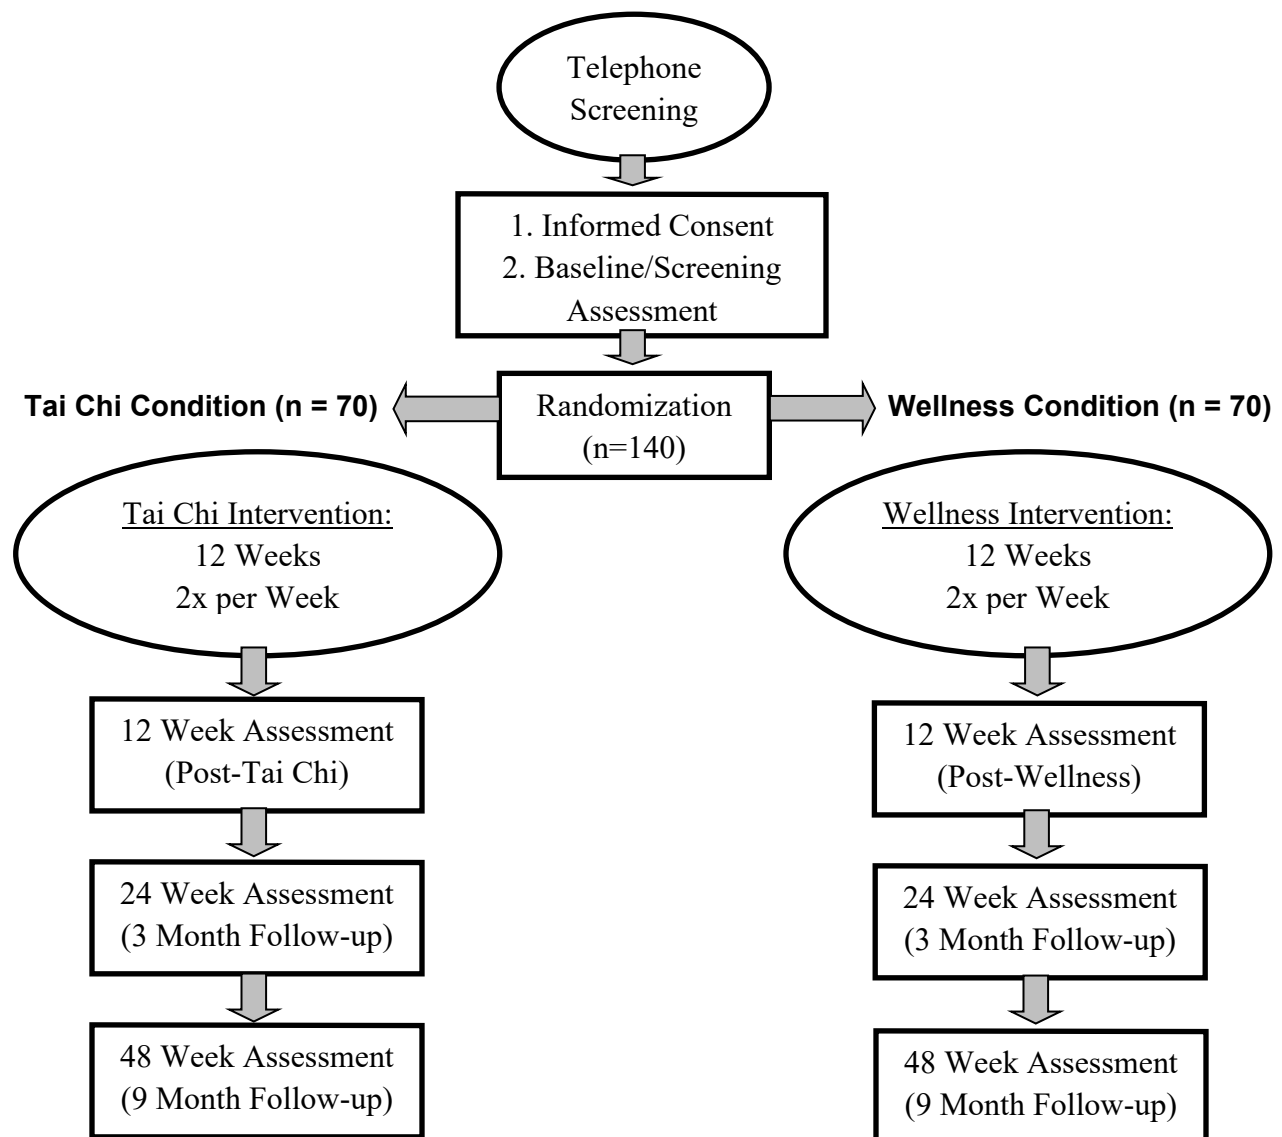 Telephone
Screening
1. Informed Consent
2. Baseline/Screening
Assessment
Randomization
(n=140)
Tai Chi Condition (n = 70)
Wellness Condition (n = 70)
Tai Chi Intervention:
12 Weeks
2x per Week
Wellness Intervention:
12 Weeks
2x per Week
12 Week Assessment
(Post-Tai Chi)
12 Week Assessment
(Post-Wellness)
24 Week Assessment
(3 Month Follow-up)
24 Week Assessment
(3 Month Follow-up)
48 Week Assessment
(9 Month Follow-up)
48 Week Assessment
(9 Month Follow-up)